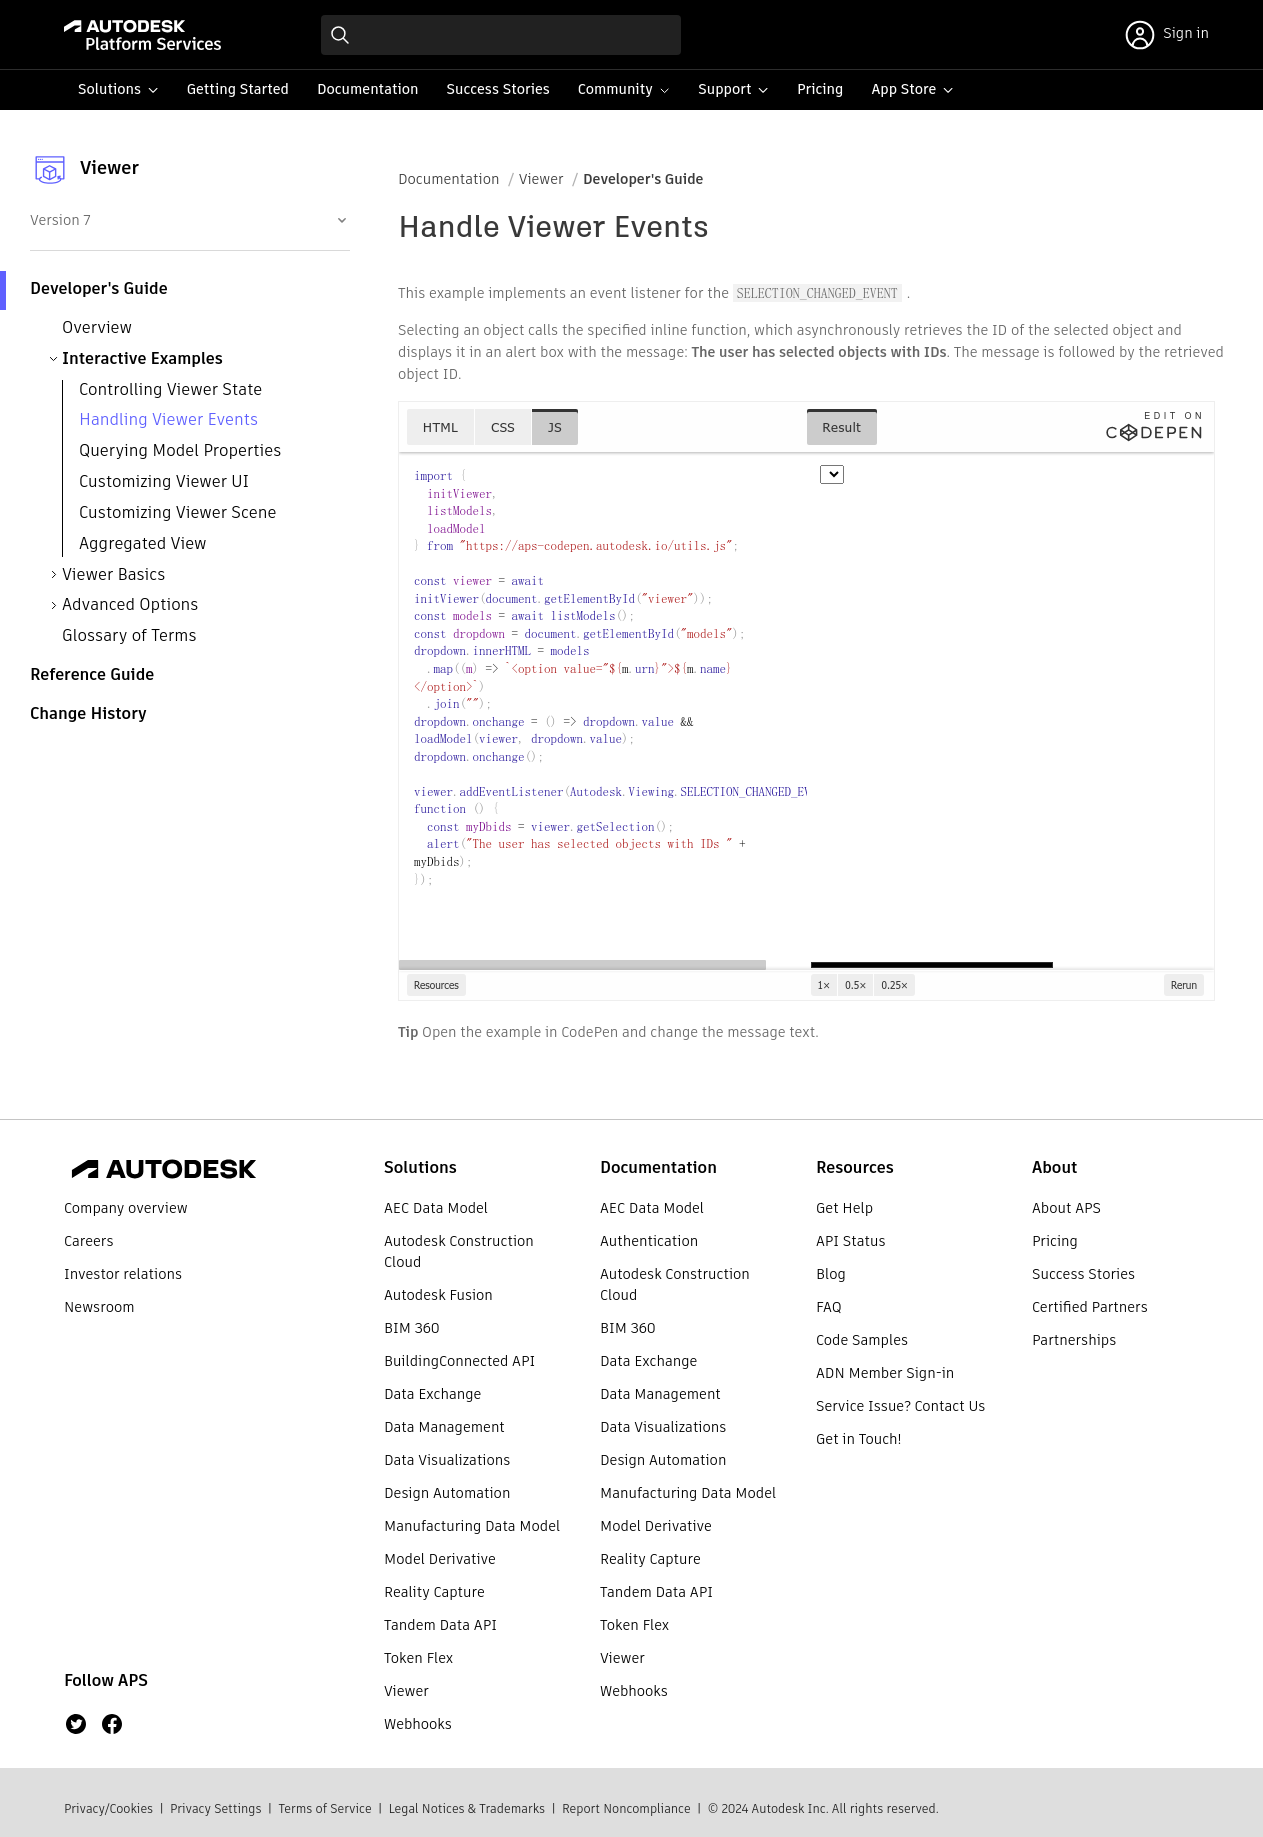 AUTODESK
Platform Services
Sign in
Solutions Getting Started Documentation Success Stories Community Support Pricing App Store
Viewer
Version 7
Developer's Guide
Overview
Interactive Examples
Controlling Viewer State
Handling Viewer Events
Querying Model Properties
Customizing Viewer UI
Customizing Viewer Scene
Aggregated View
Viewer Basics
Advanced Options
Glossary of Terms
Reference Guide
Change History
Documentation / Viewer / Developer's Guide
Handle Viewer Events
This example implements an event listener for the SELECTION_CHANGED_EVENT .
Selecting an object calls the specified inline function, which asynchronously retrieves the ID of the selected object and
displays it in an alert box with the message: The user has selected objects with IDs. The message is followed by the retrieved
object ID.
HTML CSS JS Result EDIT ON
CODEPEN
import {
initViewer,
listModels,
loadModel
} from "https://aps-codepen.autodesk.io/utils.js";
const viewer = await
initViewer(document.getElementById("viewer"));
const models = await listModels();
const dropdown = document.getElementById("models");
dropdown.innerHTML = models
.map((m) => `<option value="${m.urn}">${m.name}
</option>`)
.join("");
dropdown.onchange = () => dropdown.value &&
loadModel(viewer, dropdown.value);
dropdown.onchange();
viewer.addEventListener(Autodesk.Viewing.SELECTION_CHANGED_EV
function () {
const myDbids = viewer.getSelection();
alert("The user has selected objects with IDs " +
myDbids);
});
Resources 1× 0.5× 0.25× Rerun
Tip Open the example in CodePen and change the message text.
AUTODESK
Company overview
Careers
Investor relations
Newsroom
Follow APS
Solutions
AEC Data Model
Autodesk Construction
Cloud
Autodesk Fusion
BIM 360
BuildingConnected API
Data Exchange
Data Management
Data Visualizations
Design Automation
Manufacturing Data Model
Model Derivative
Reality Capture
Tandem Data API
Token Flex
Viewer
Webhooks
Documentation
AEC Data Model
Authentication
Autodesk Construction
Cloud
BIM 360
Data Exchange
Data Management
Data Visualizations
Design Automation
Manufacturing Data Model
Model Derivative
Reality Capture
Tandem Data API
Token Flex
Viewer
Webhooks
Resources
Get Help
API Status
Blog
FAQ
Code Samples
ADN Member Sign-in
Service Issue? Contact Us
Get in Touch!
About
About APS
Pricing
Success Stories
Certified Partners
Partnerships
Privacy/Cookies | Privacy Settings | Terms of Service | Legal Notices & Trademarks | Report Noncompliance | © 2024 Autodesk Inc. All rights reserved.